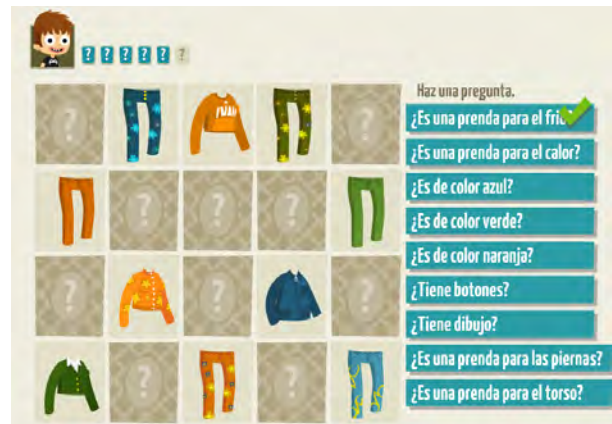 ? ? ? ? ? ?
Haz una pregunta.
? ?
¿Es una prenda para el frío
¿Es una prenda para el calor?
¿Es de color azul?
? ? ?
¿Es de color verde?
¿Es de color naranja?
? ?
¿Tiene botones?
¿Tiene dibujo?
¿Es una prenda para las piernas?
? ?
¿Es una prenda para el torso?